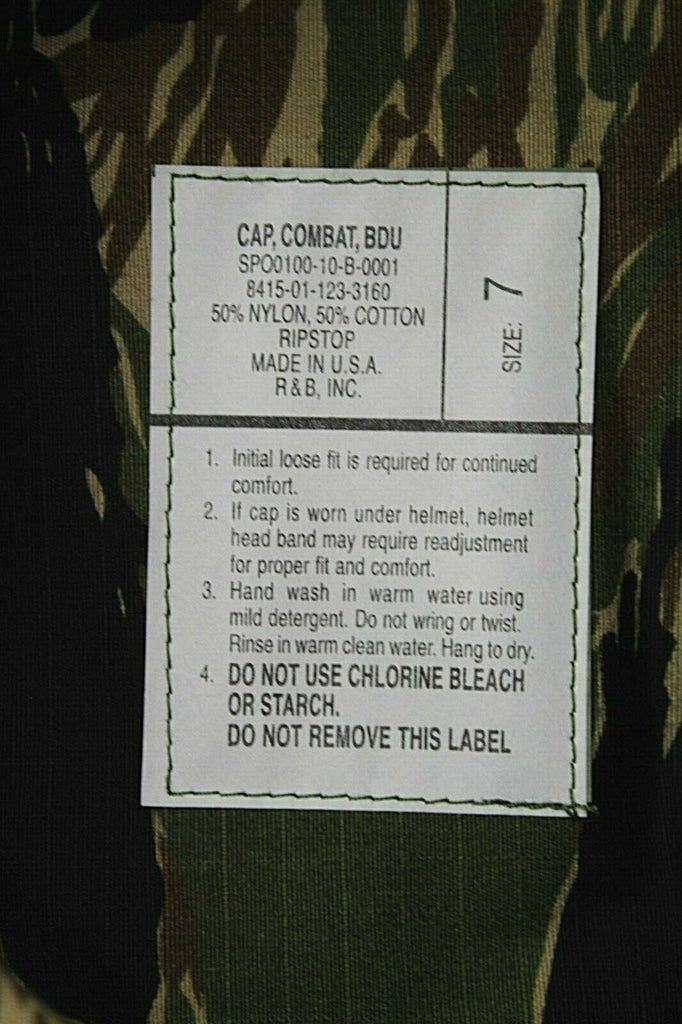 CAP, COMBAT, BDU
SPO0100-10-B-0001
8415-01-123-3160
50% NYLON, 50% COTTON
RIPSTOP
MADE IN U.S.A.
R & B, INC.
SIZE: 7
1. Initial loose fit is required for continued
comfort.
2. If cap is worn under helmet, helmet
head band may require readjustment
for proper fit and comfort.
3. Hand wash in warm water using
mild detergent. Do not wring or twist.
Rinse in warm clean water. Hang to dry.
4. DO NOT USE CHLORINE BLEACH
OR STARCH.
DO NOT REMOVE THIS LABEL